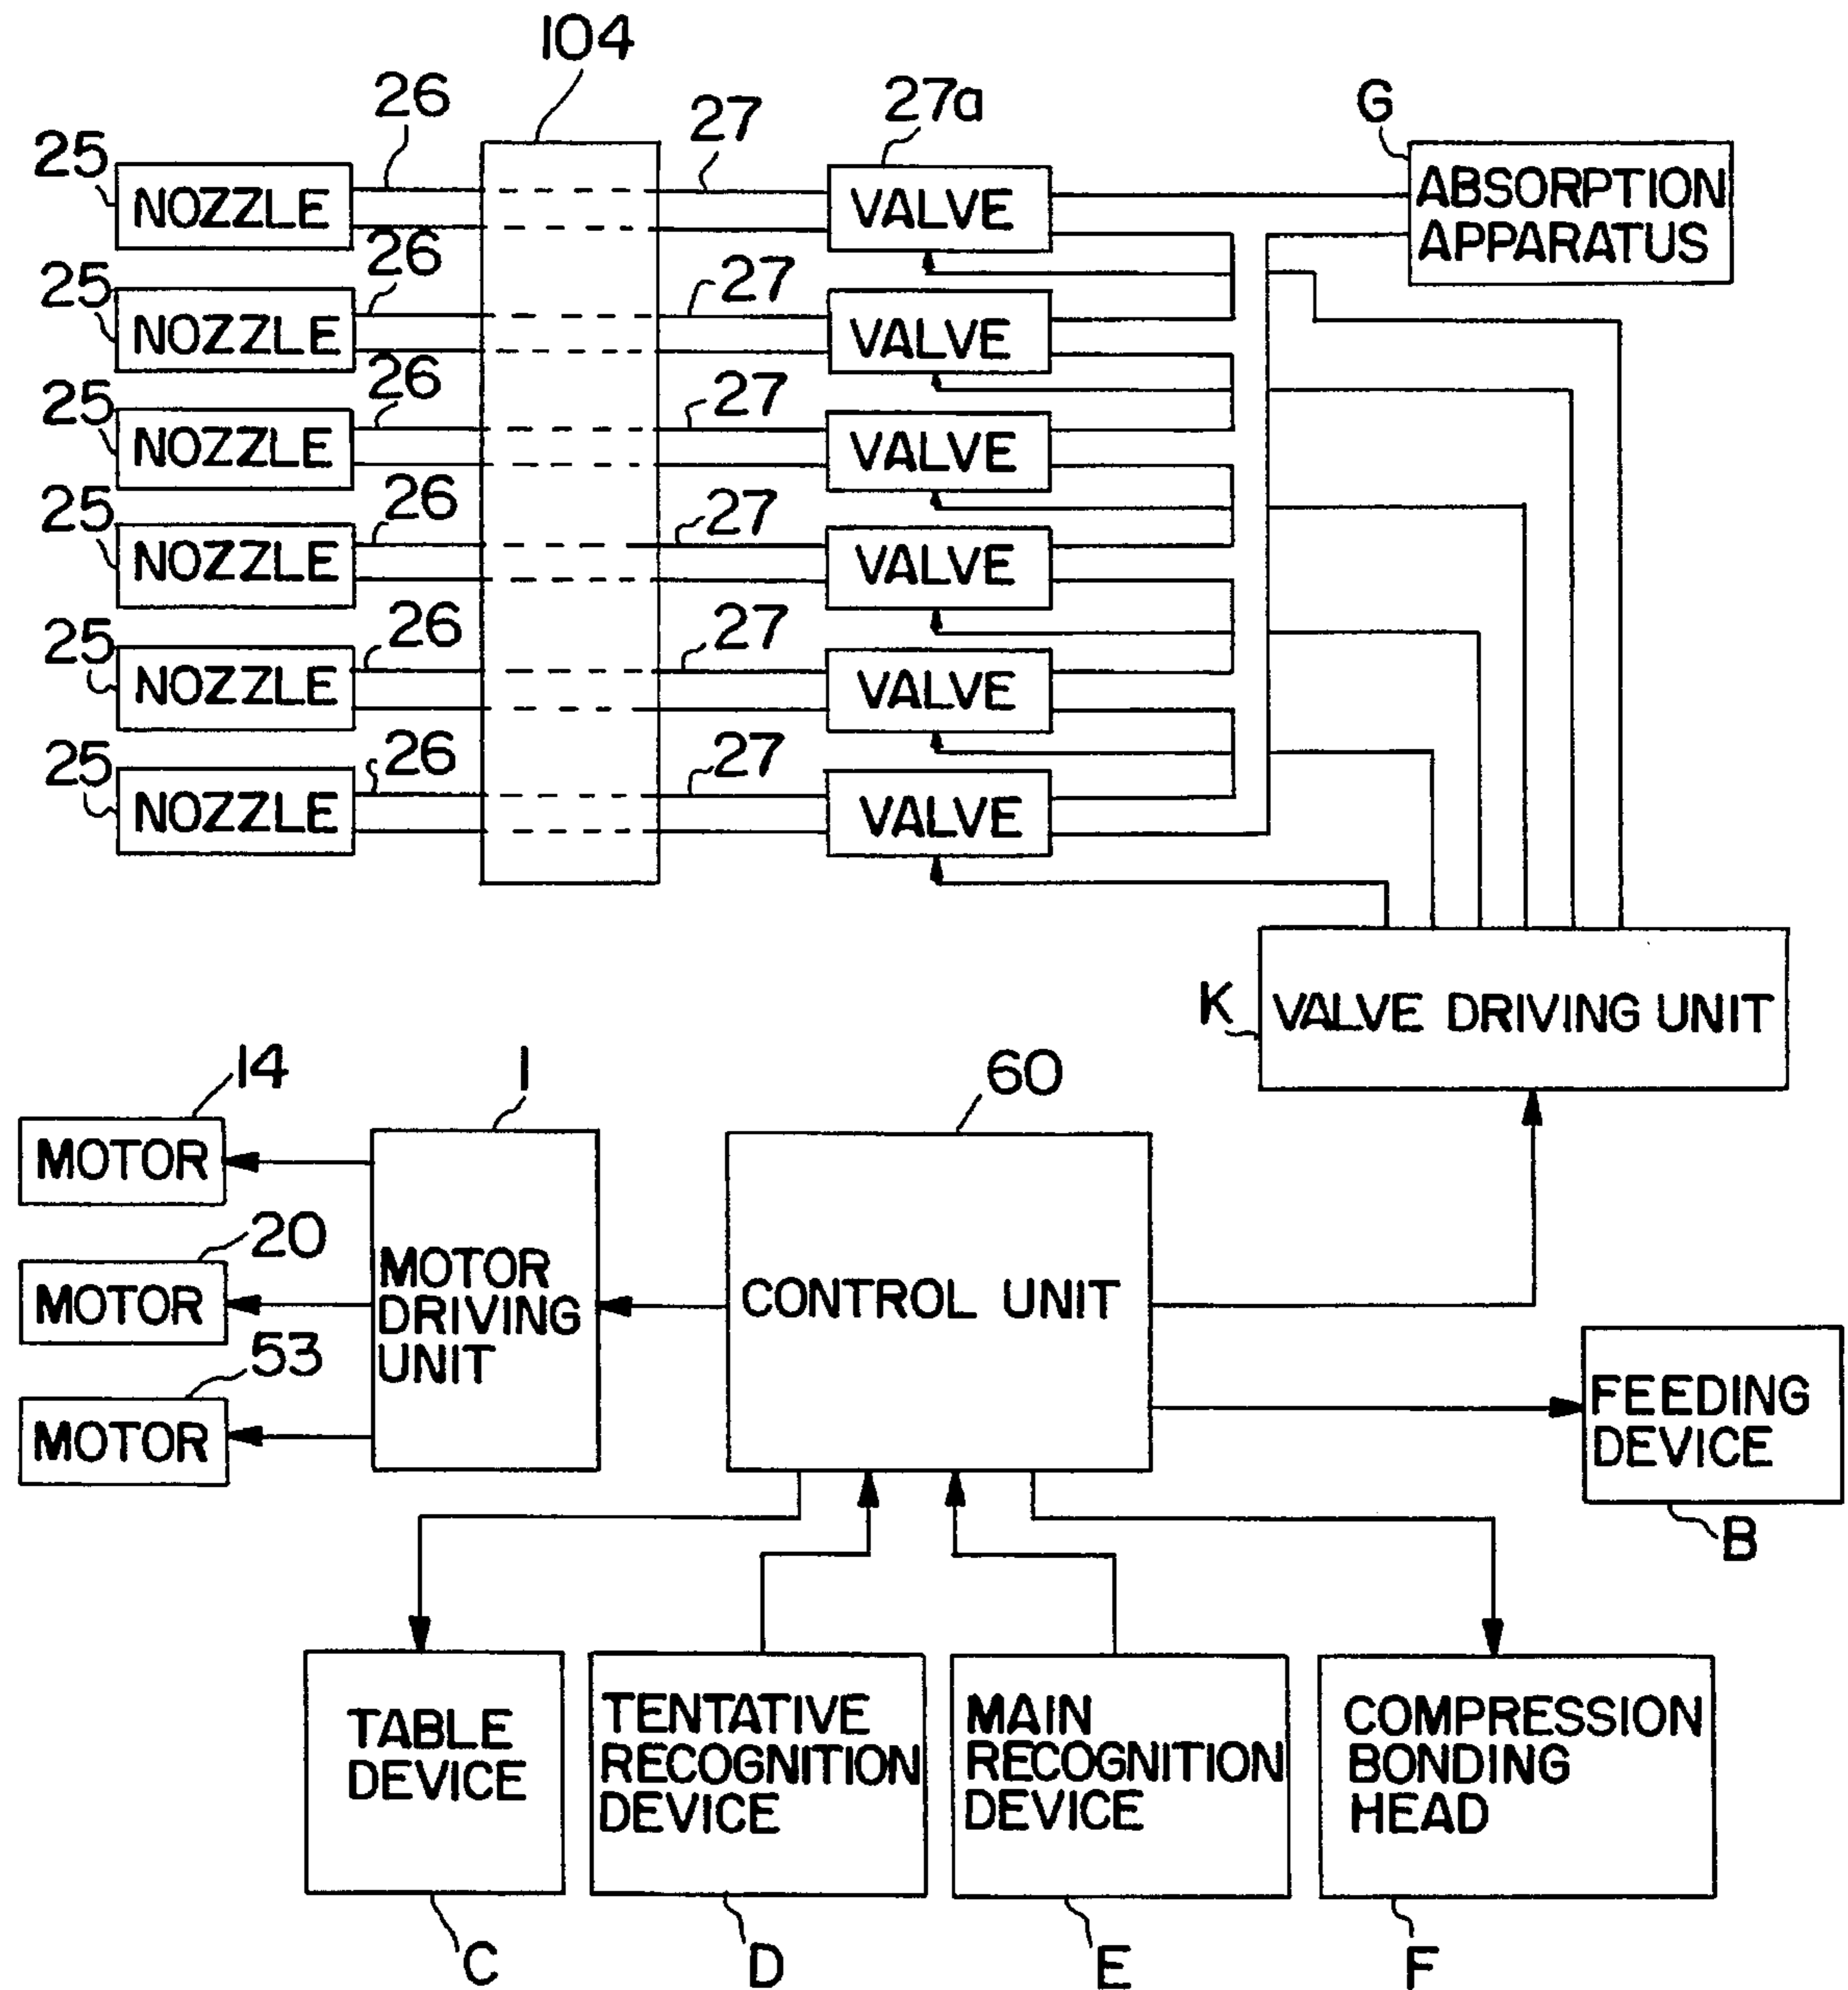 104
26
27
27a
G
25
NOZZLE
VALVE
ABSORPTION
APPARATUS
26
27
25
NOZZLE
VALVE
26
27
25
NOZZLE
VALVE
26
27
25
NOZZLE
VALVE
26
27
25
NOZZLE
VALVE
26
27
25
NOZZLE
VALVE
K
VALVE DRIVING UNIT
14
1
60
MOTOR
20
MOTOR
53
MOTOR
MOTOR
DRIVING
UNIT
CONTROL UNIT
FEEDING
DEVICE
B
TABLE
DEVICE
TENTATIVE
RECOGNITION
DEVICE
MAIN
RECOGNITION
DEVICE
COMPRESSION
BONDING
HEAD
C
D
E
F